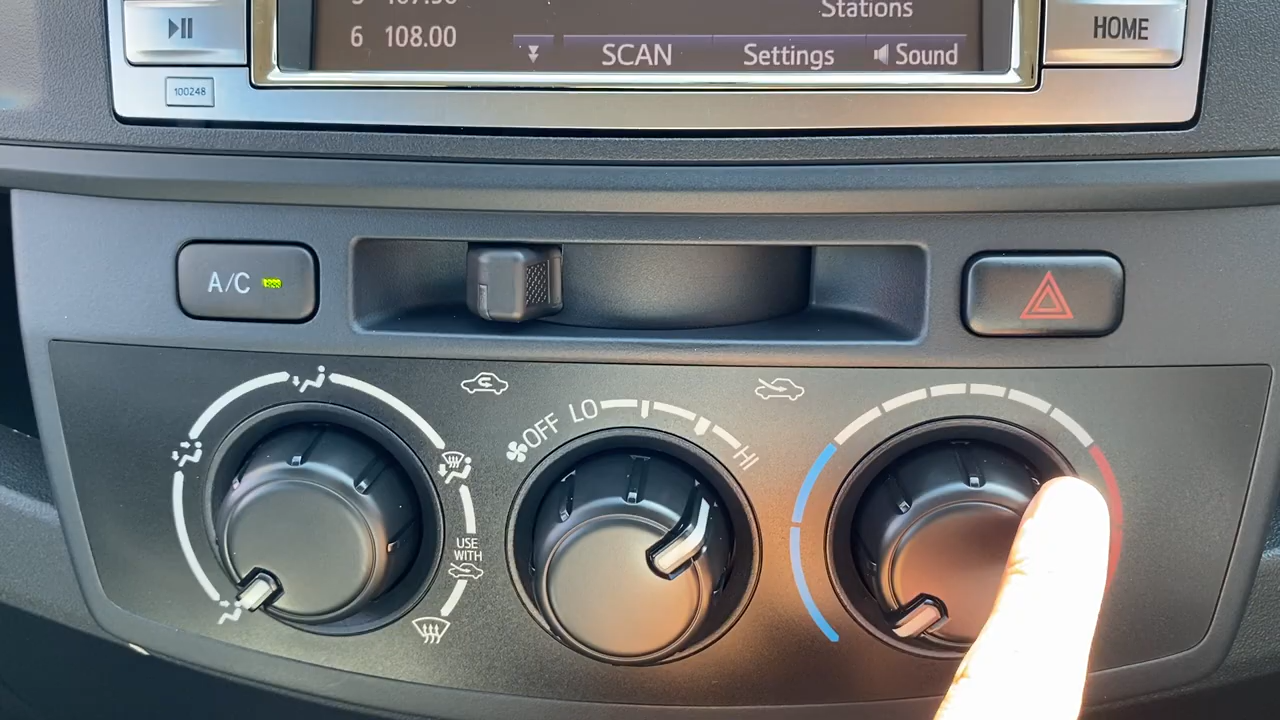 Stations
6 108.00
SCAN Settings Sound
HOME
100248
A/C
OFF LO HI
USE
WITH